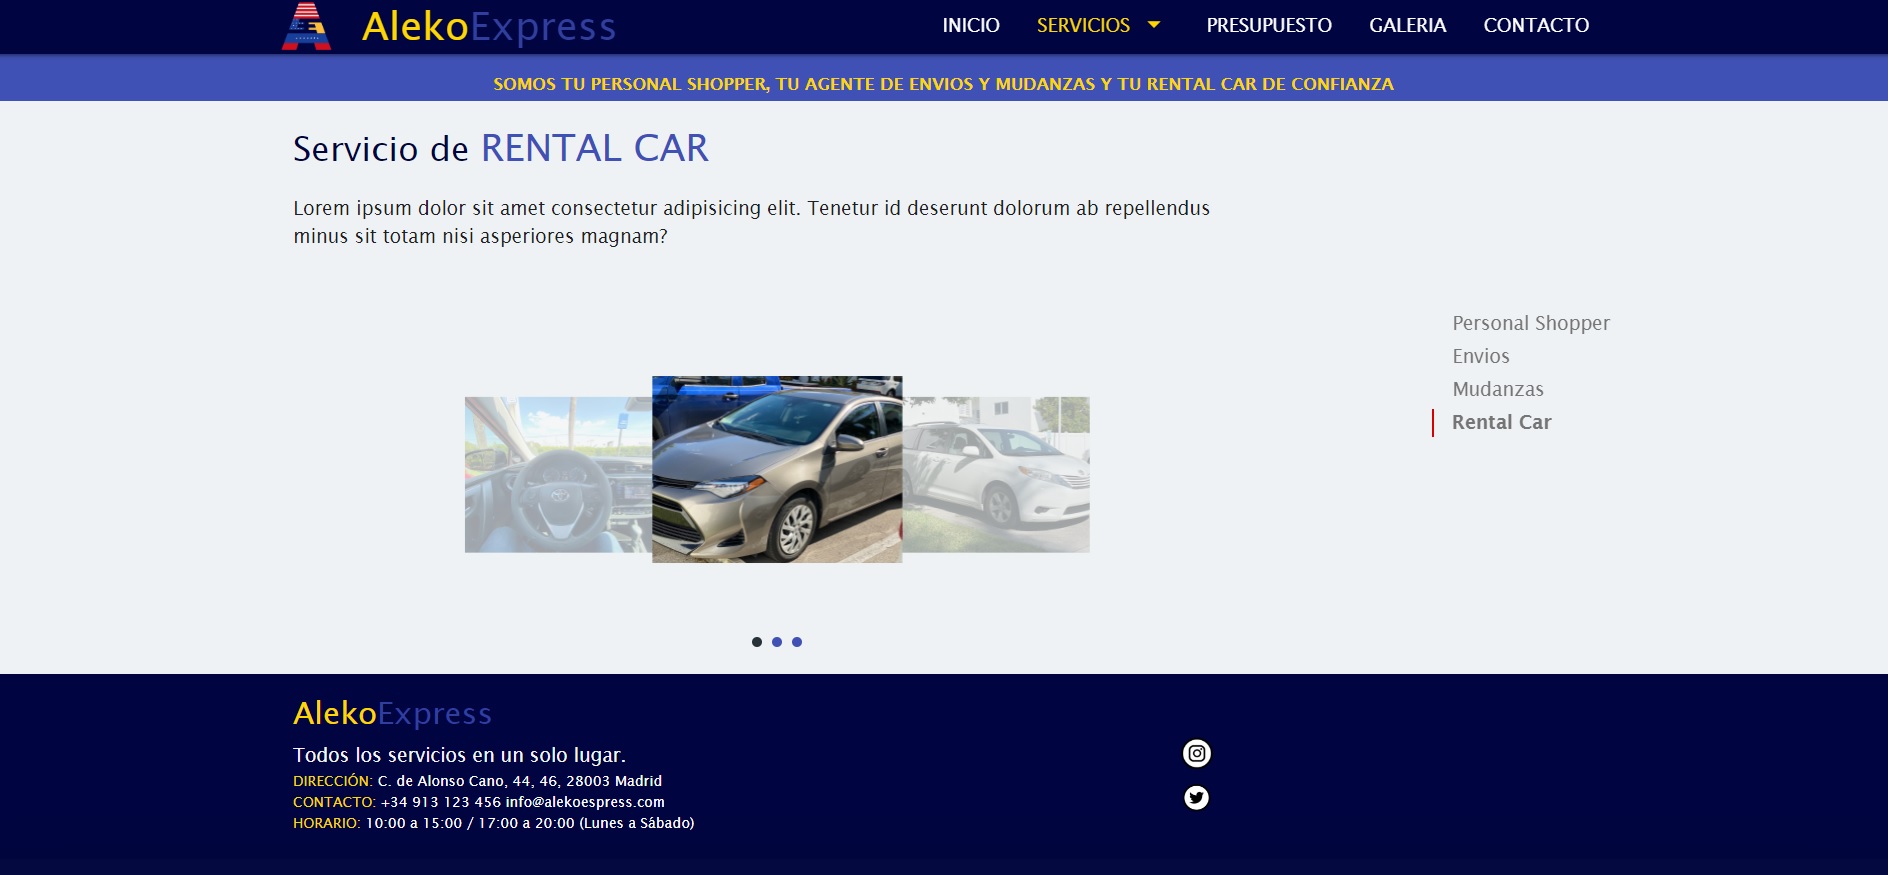 AlekoExpress
INICIO SERVICIOS PRESUPUESTO GALERIA CONTACTO
SOMOS TU PERSONAL SHOPPER, TU AGENTE DE ENVIOS Y MUDANZAS Y TU RENTAL CAR DE CONFIANZA
Servicio de RENTAL CAR
Lorem ipsum dolor sit amet consectetur adipisicing elit. Tenetur id deserunt dolorum ab repellendus
minus sit totam nisi asperiores magnam?
Personal Shopper
Envios
Mudanzas
Rental Car
AlekoExpress
Todos los servicios en un solo lugar.
DIRECCIÓN: C. de Alonso Cano, 44, 46, 28003 Madrid
CONTACTO: +34 913 123 456 info@alekoespress.com
HORARIO: 10:00 a 15:00 / 17:00 a 20:00 (Lunes a Sábado)